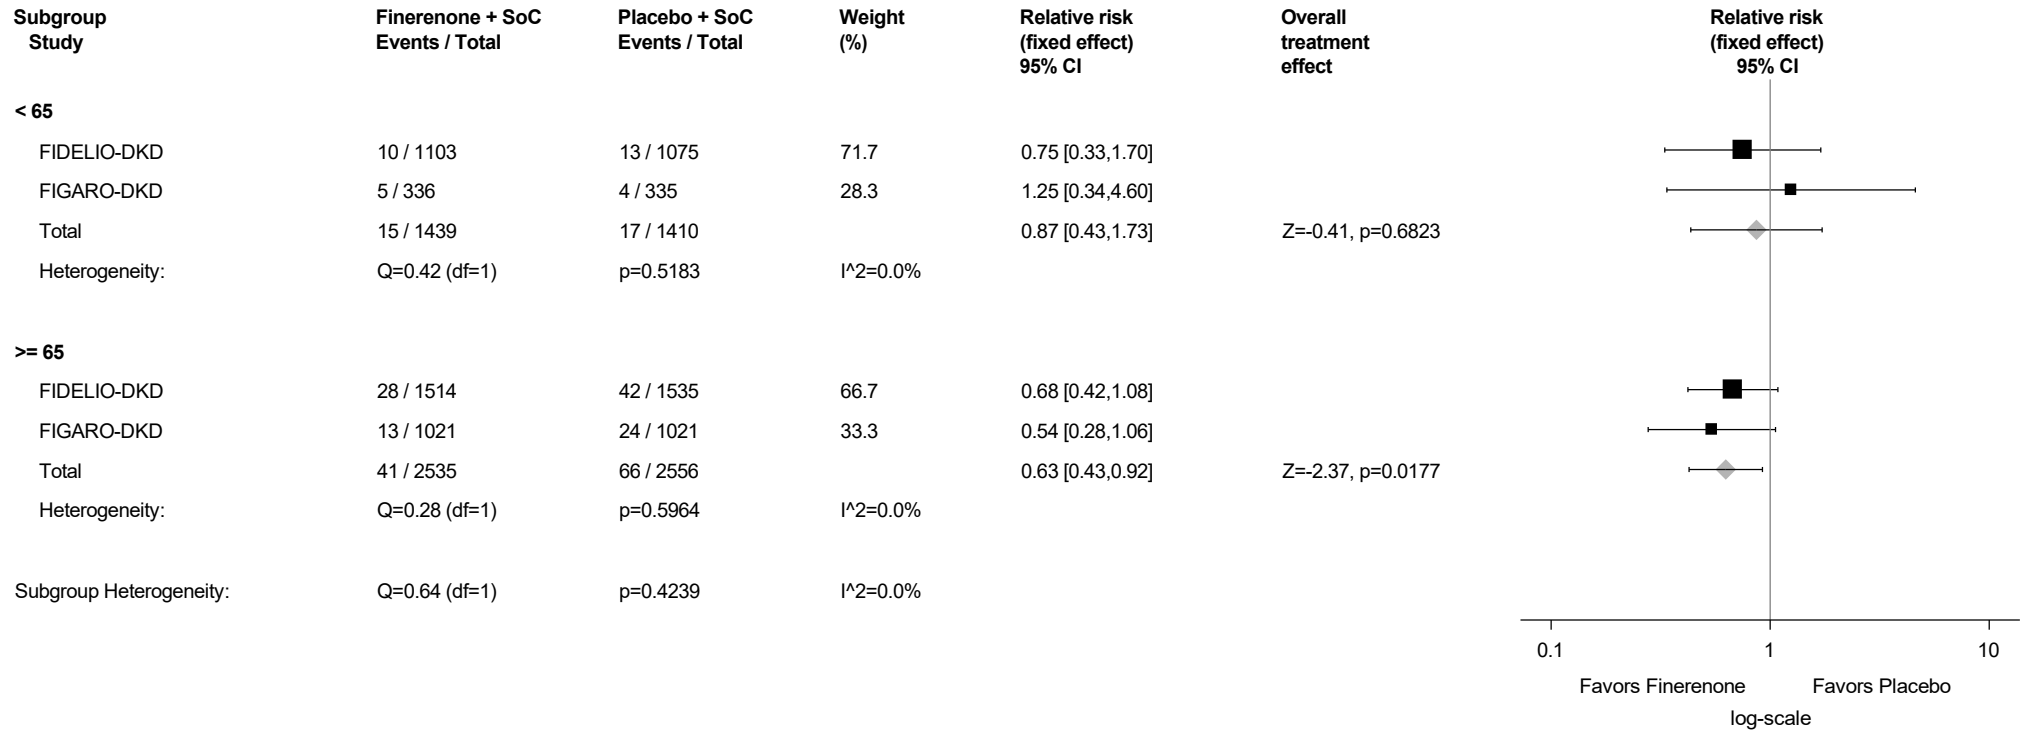 Subgroup Finerenone + SoC Placebo + SoC Weight Relative risk Overall Relative risk
Study Events / Total Events / Total (%) (fixed effect) treatment (fixed effect)
95% CI effect 95% CI
< 65
FIDELIO-DKD 10 / 1103 13 / 1075 71.7 0.75 [0.33,1.70]
FIGARO-DKD 5 / 336 4 / 335 28.3 1.25 [0.34,4.60]
Total 15 / 1439 17 / 1410 0.87 [0.43,1.73] Z=-0.41, p=0.6823
Heterogeneity: Q=0.42 (df=1) p=0.5183 I^2=0.0%
>= 65
FIDELIO-DKD 28 / 1514 42 / 1535 66.7 0.68 [0.42,1.08]
FIGARO-DKD 13 / 1021 24 / 1021 33.3 0.54 [0.28,1.06]
Total 41 / 2535 66 / 2556 0.63 [0.43,0.92] Z=-2.37, p=0.0177
Heterogeneity: Q=0.28 (df=1) p=0.5964 I^2=0.0%
Subgroup Heterogeneity: Q=0.64 (df=1) p=0.4239 I^2=0.0%
0.1 1 10
Favors Finerenone Favors Placebo
log-scale